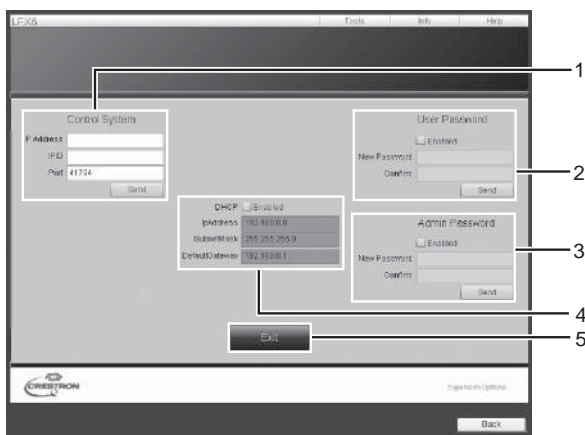 LFX6
Tools Info Help
1
Control System
IP Address
IPID
Port 41794
Send
User Password
Enabled
New Password
Confirm
Send
2
DHCP Enabled
IpAddress 192.168.0.8
SubnetMask 255.255.255.0
DefaultGateway 192.168.0.1
Admin Password
Enabled
New Password
Confirm
Send
3
4
Exit
5
CRESTRON
Expansion Options
Back